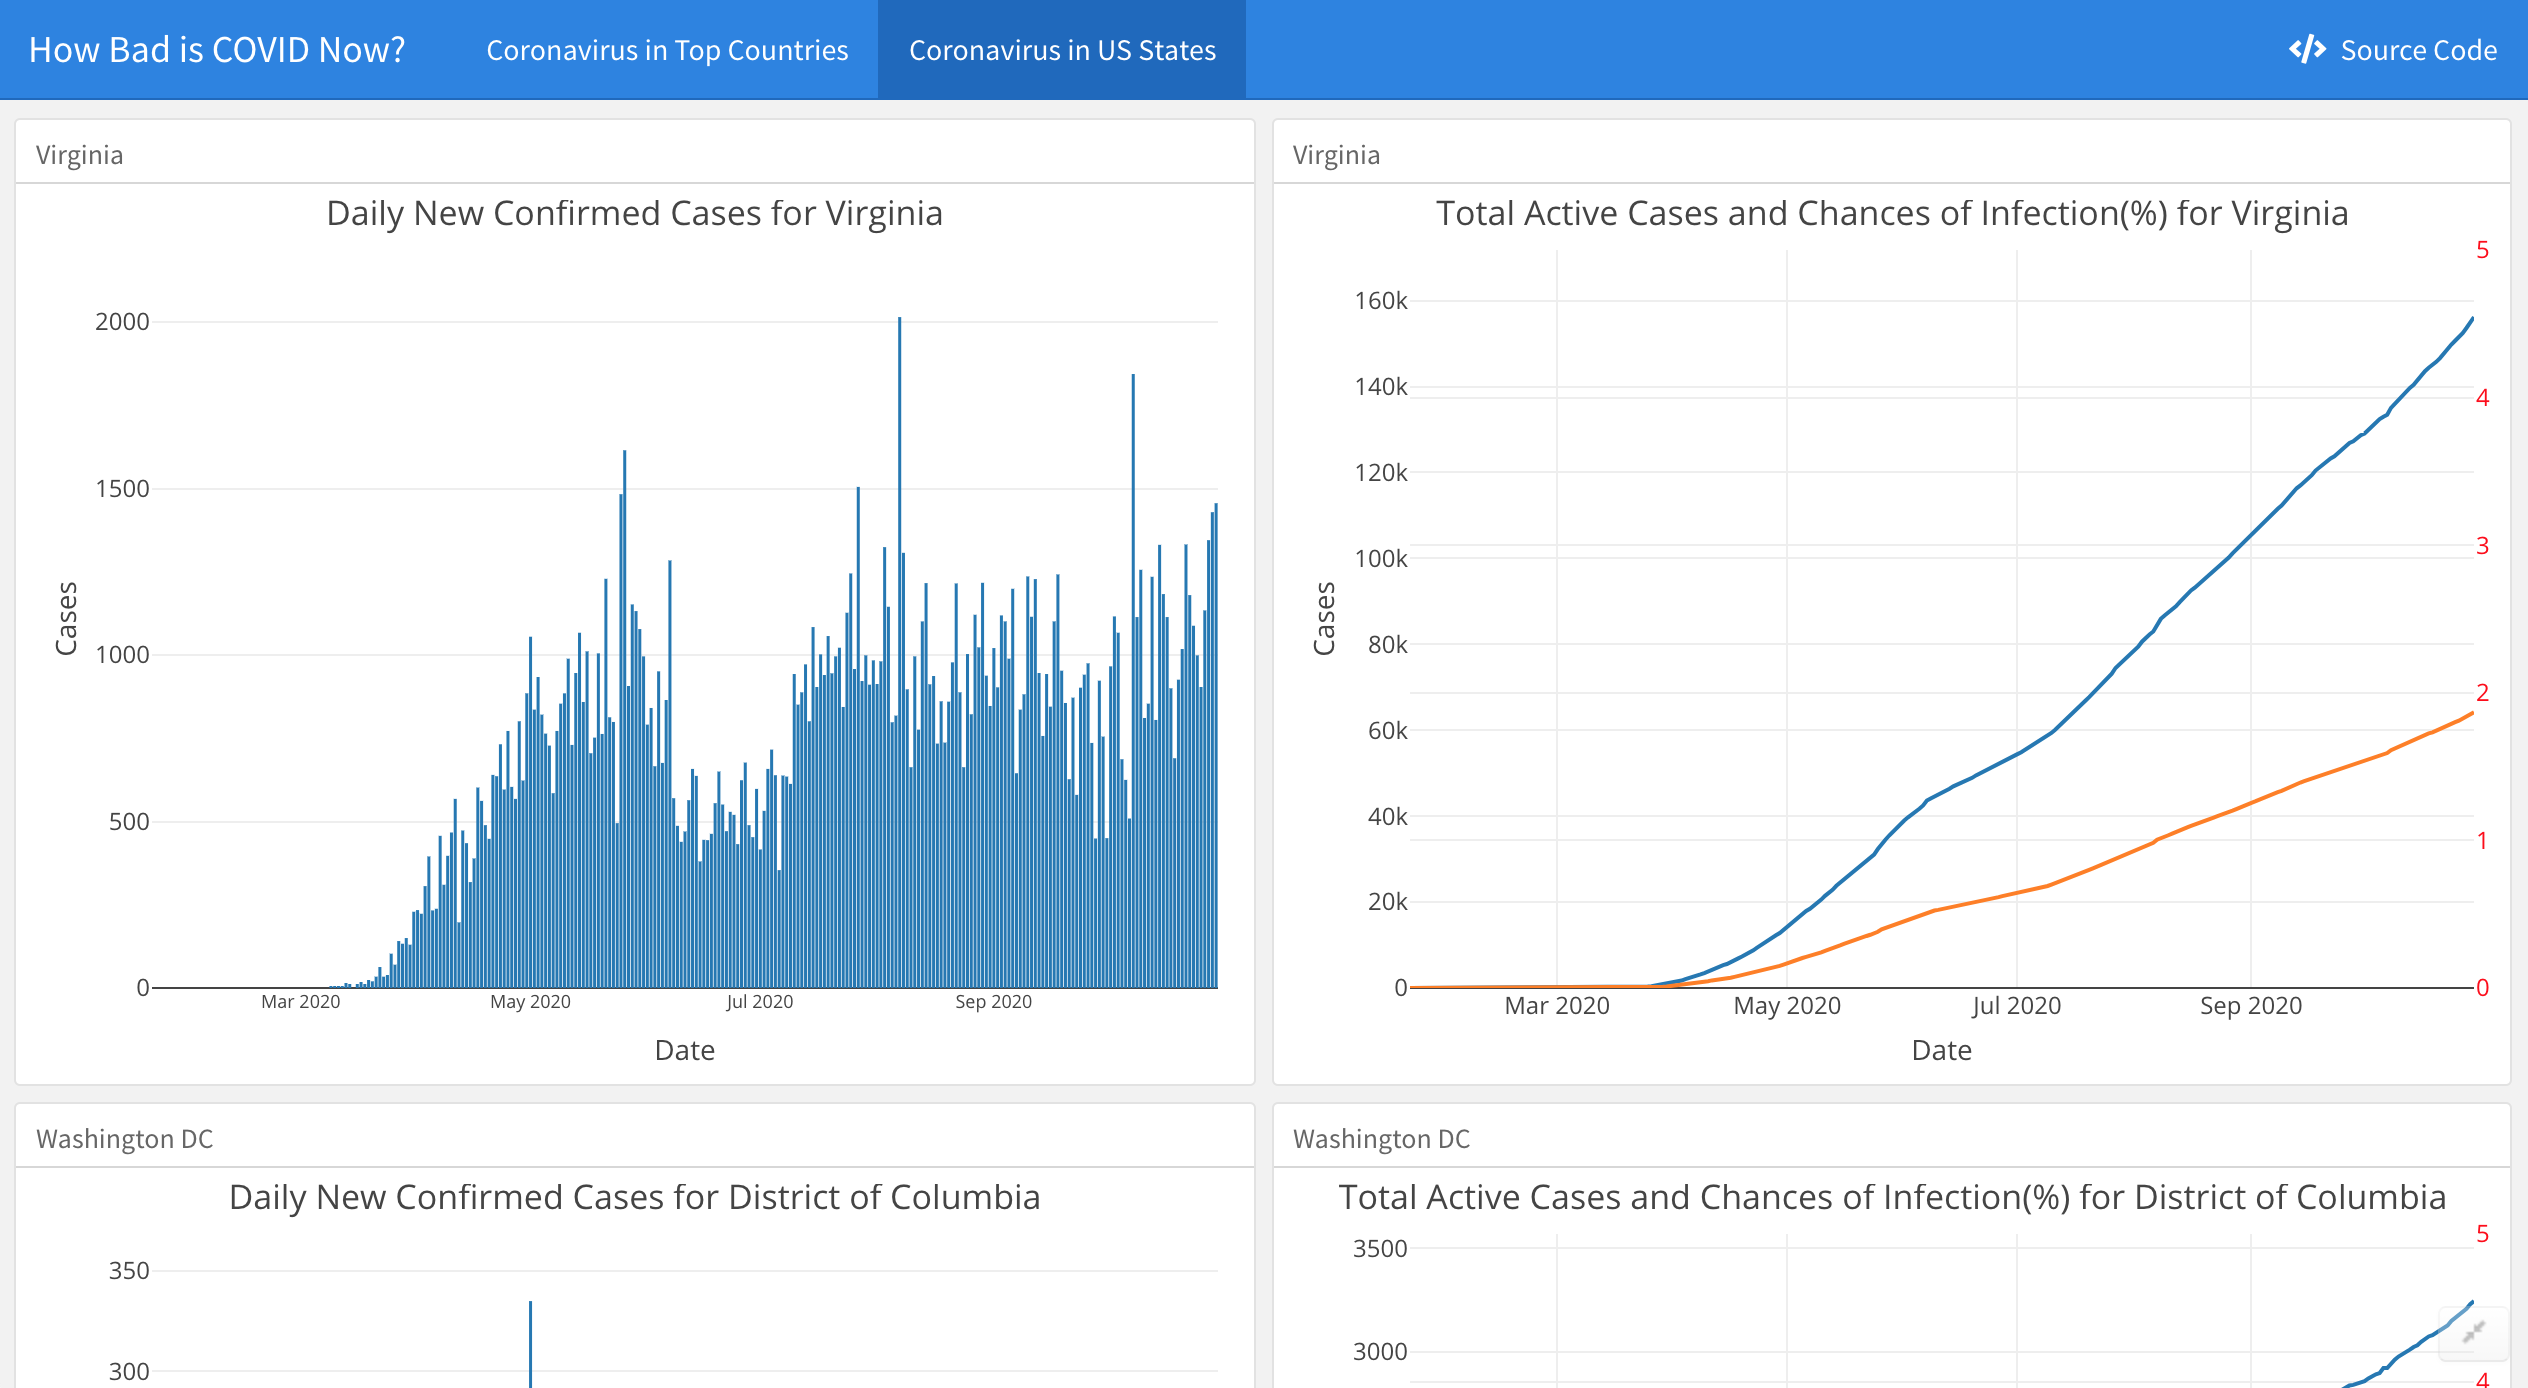 How Bad is COVID Now?
Coronavirus in Top Countries
Coronavirus in US States
Source Code
Virginia
Daily New Confirmed Cases for Virginia
2000
1500
1000
500
0
Cases
Mar 2020
May 2020
Jul 2020
Sep 2020
Date
Virginia
Total Active Cases and Chances of Infection(%) for Virginia
160k
140k
120k
100k
80k
60k
40k
20k
0
Cases
5
4
3
2
1
0
Mar 2020
May 2020
Jul 2020
Sep 2020
Date
Washington DC
Daily New Confirmed Cases for District of Columbia
350
300
Washington DC
Total Active Cases and Chances of Infection(%) for District of Columbia
3500
3000
5
4